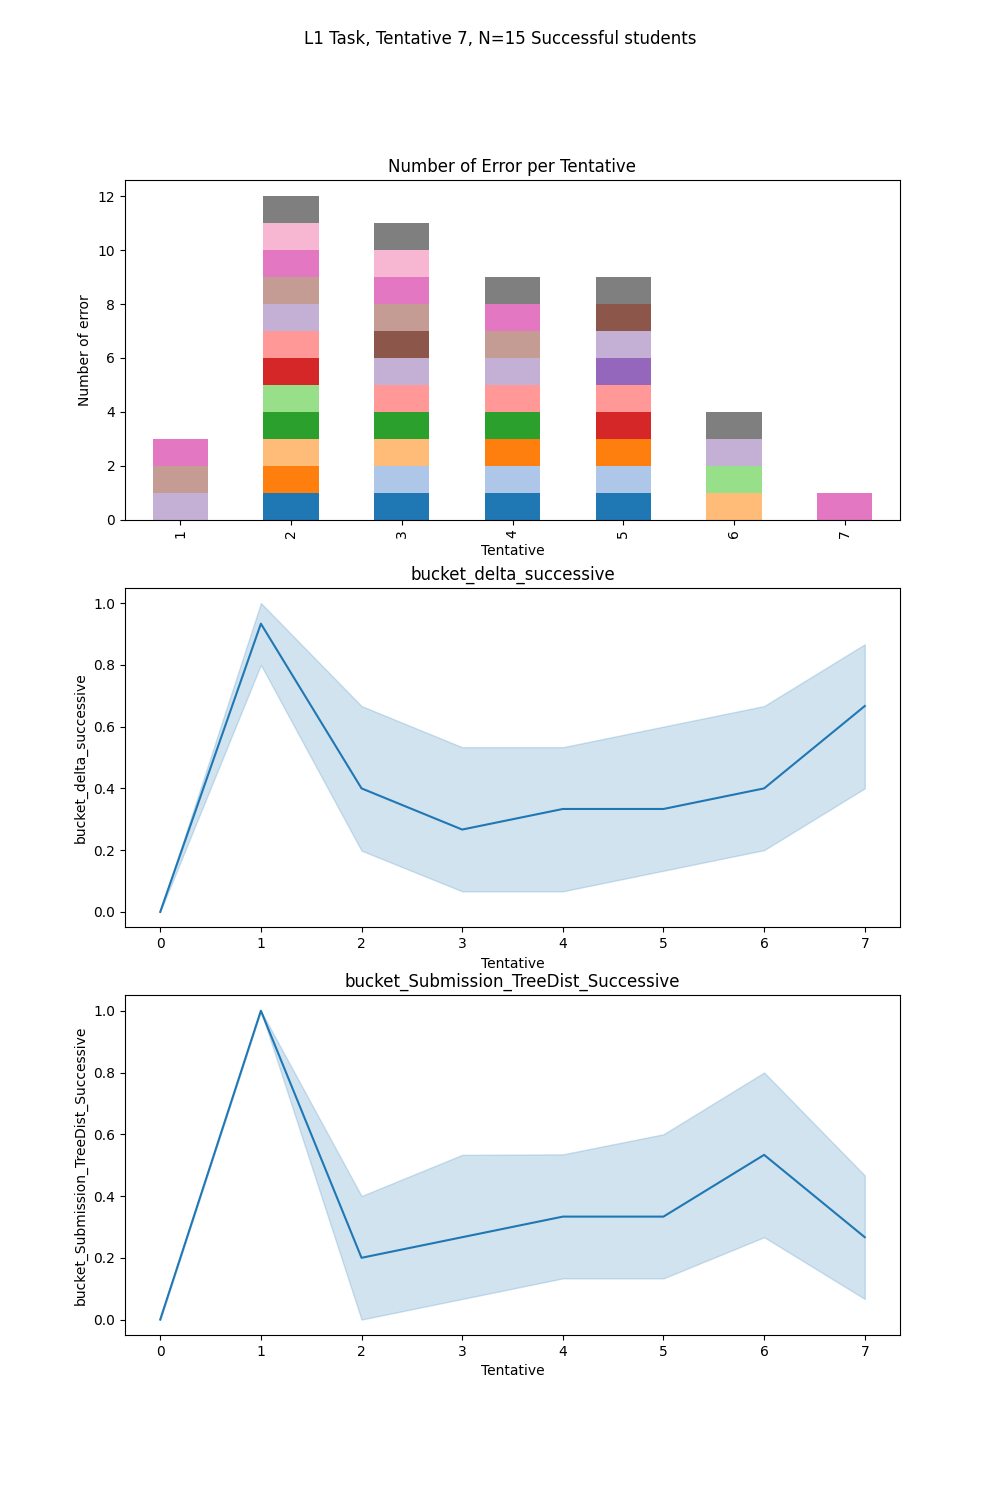 L1 Task, Tentative 7, N=15 Successful students
Number of Error per Tentative
12
10
8
6
4
2
0
Number of error
1 2 3 4 5 6 7
Tentative
bucket_delta_successive
1.0
0.8
0.6
0.4
0.2
0.0
bucket_delta_successive
0 1 2 3 4 5 6 7
Tentative
bucket_Submission_TreeDist_Successive
1.0
0.8
0.6
0.4
0.2
0.0
bucket_Submission_TreeDist_Successive
0 1 2 3 4 5 6 7
Tentative